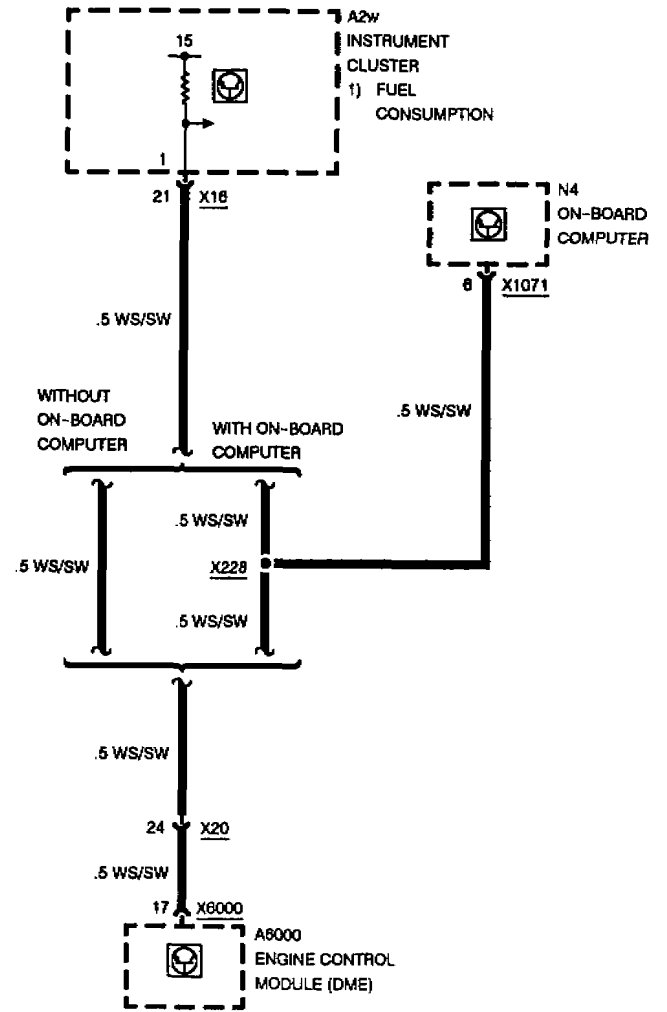 A2w
INSTRUMENT
CLUSTER
1) FUEL
CONSUMPTION
15
1
21 X16
N4
ON-BOARD
COMPUTER
6 X1071
.5 WS/SW
.5 WS/SW
WITHOUT
ON-BOARD
COMPUTER
WITH ON-BOARD
COMPUTER
.5 WS/SW
.5 WS/SW
X228
.5 WS/SW
.5 WS/SW
24 X20
.5 WS/SW
17 X6000
A6000
ENGINE CONTROL
MODULE (DME)